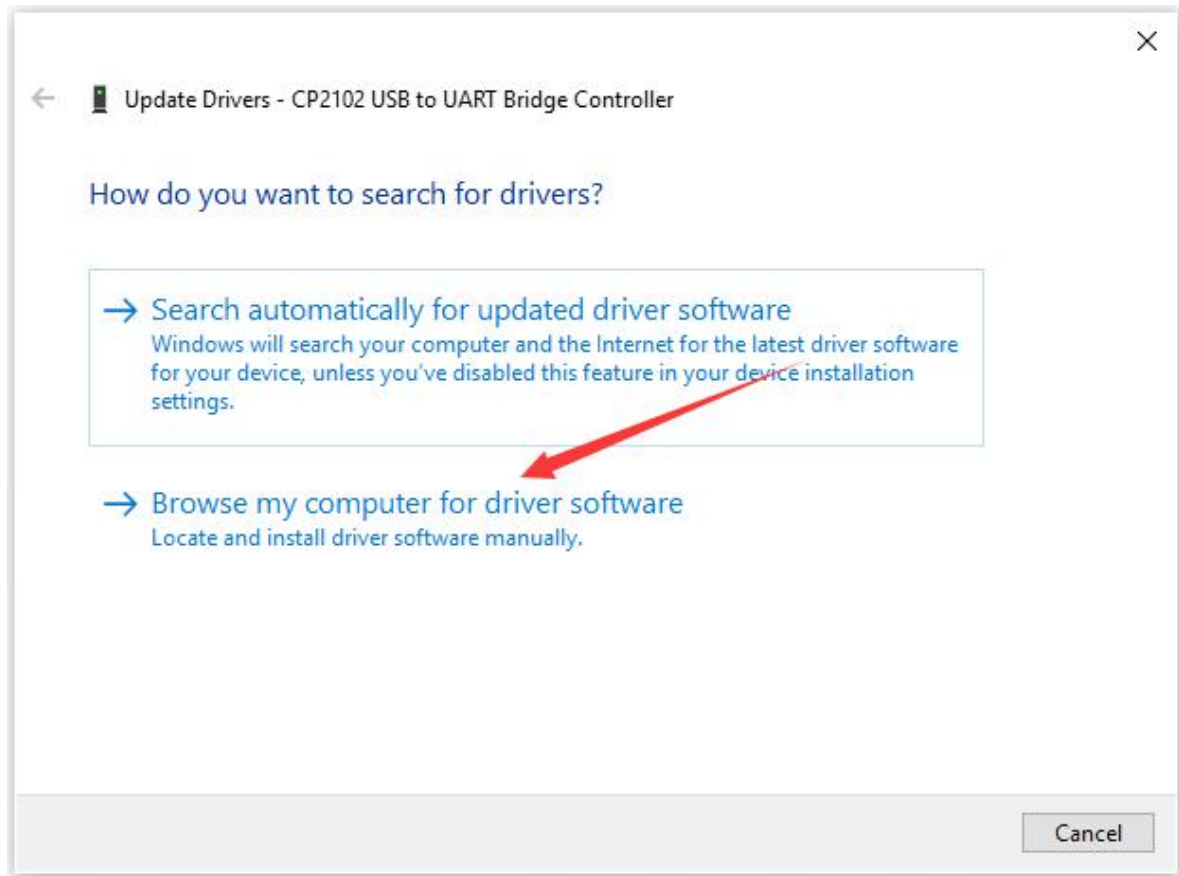 Update Drivers - CP2102 USB to UART Bridge Controller
How do you want to search for drivers?
Search automatically for updated driver software
Windows will search your computer and the Internet for the latest driver software
for your device, unless you've disabled this feature in your device installation
settings.
Browse my computer for driver software
Locate and install driver software manually.
Cancel